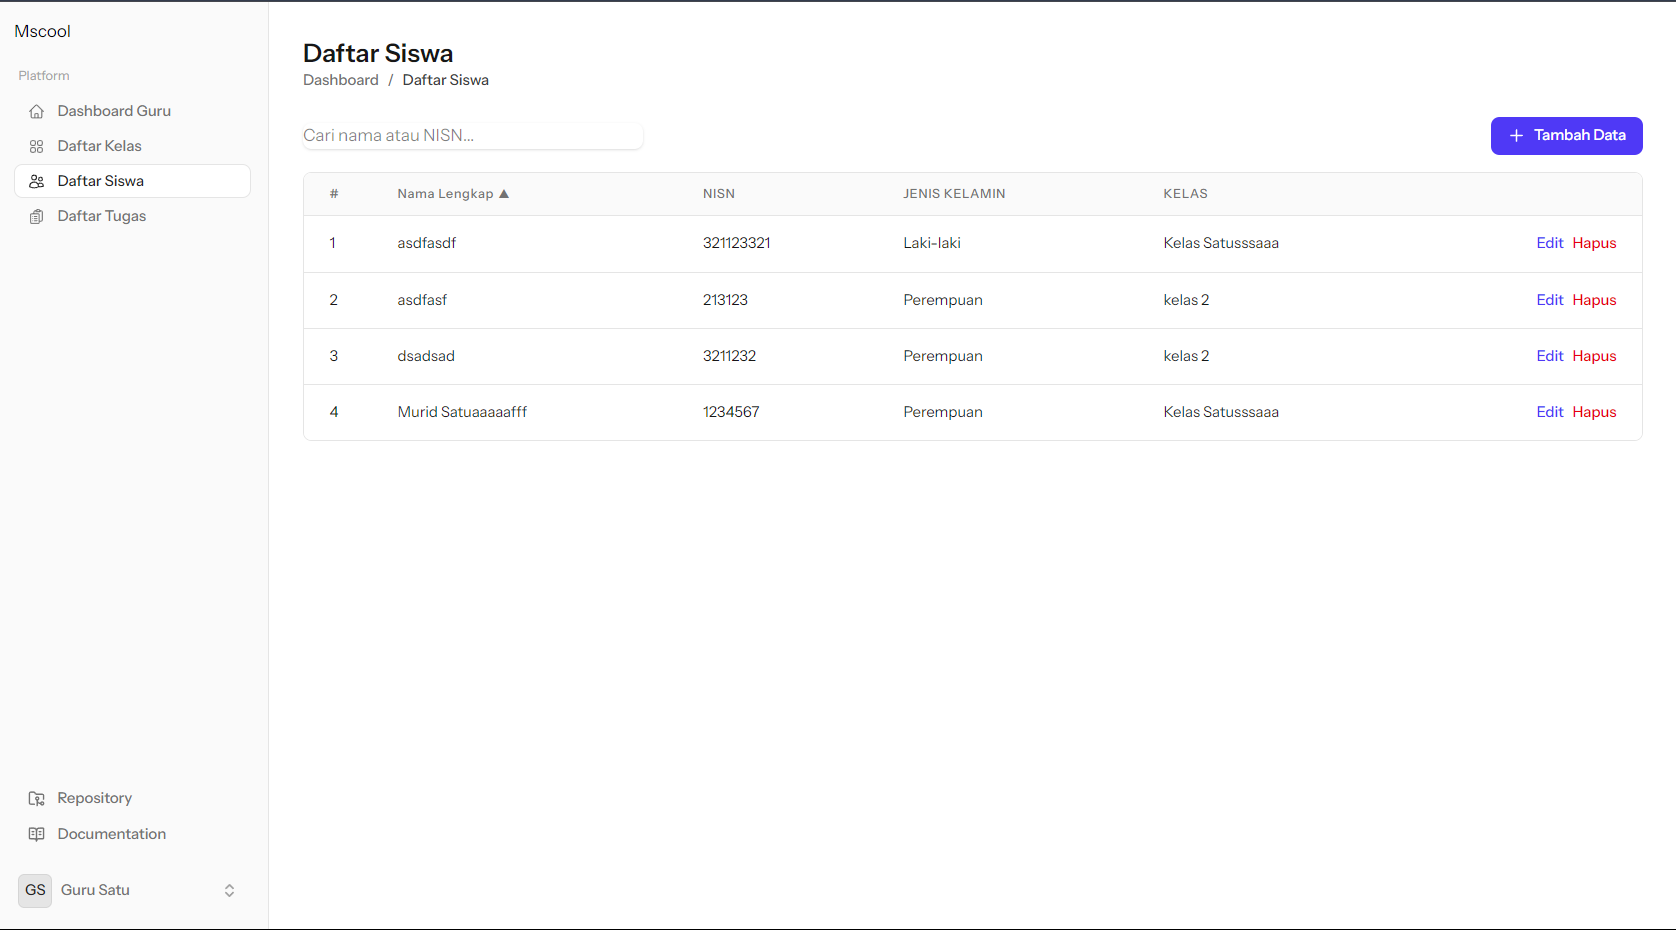 Mscool
Platform
Dashboard Guru
Daftar Kelas
Daftar Siswa
Daftar Tugas
Repository
Documentation
GS Guru Satu
Daftar Siswa
Dashboard / Daftar Siswa
Cari nama atau NISN...
+ Tambah Data
# Nama Lengkap ▲ NISN JENIS KELAMIN KELAS
1 asdfasdf 321123321 Laki-laki Kelas Satusssaaa Edit Hapus
2 asdfasf 213123 Perempuan kelas 2 Edit Hapus
3 dsadsad 3211232 Perempuan kelas 2 Edit Hapus
4 Murid Satuaaaaafff 1234567 Perempuan Kelas Satusssaaa Edit Hapus